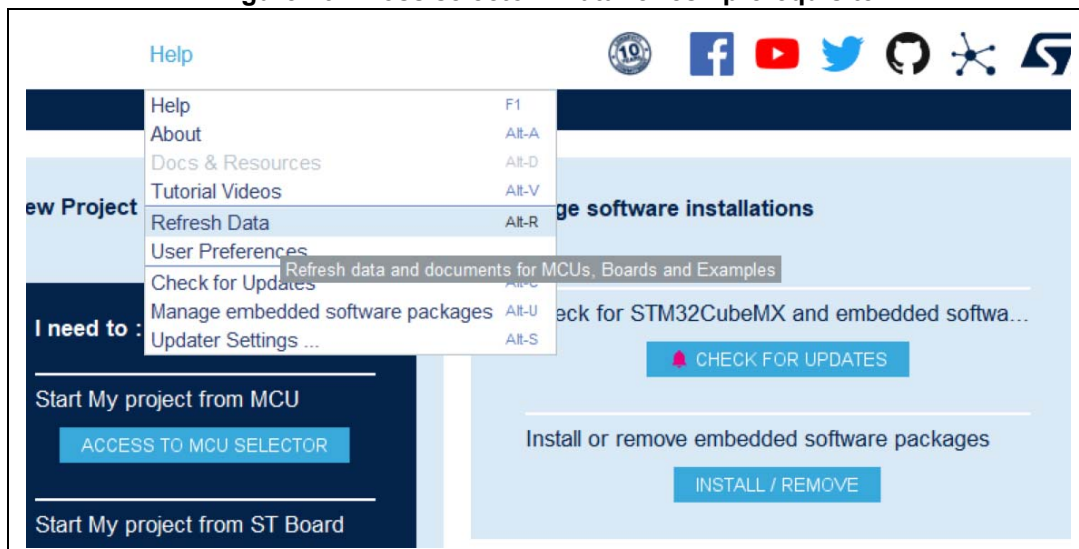 Help
10
Help F1
About Alt-A
Docs & Resources Alt-D
Tutorial Videos Alt-V
ew Project
Refresh Data Alt-R
ge software installations
User Preferences
Refresh data and documents for MCUs, Boards and Examples
Check for Updates
Manage embedded software packages Alt-U
eck for STM32CubeMX and embedded softwa...
I need to :
Updater Settings ... Alt-S
CHECK FOR UPDATES
Start My project from MCU
ACCESS TO MCU SELECTOR
Install or remove embedded software packages
INSTALL / REMOVE
Start My project from ST Board